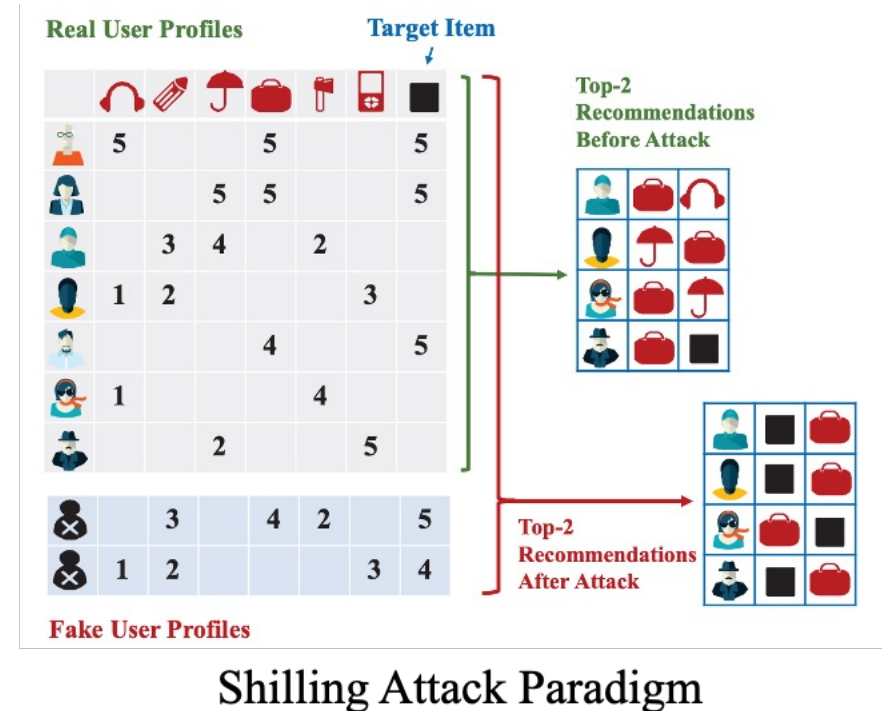 Real User Profiles
Target Item
5 5 5
5 5 5
3 4 2
1 2 3
4 5
1 4
2 5
3 4 2 5
1 2 3 4
Fake User Profiles
Top-2
Recommendations
Before Attack
Top-2
Recommendations
After Attack
Shilling Attack Paradigm